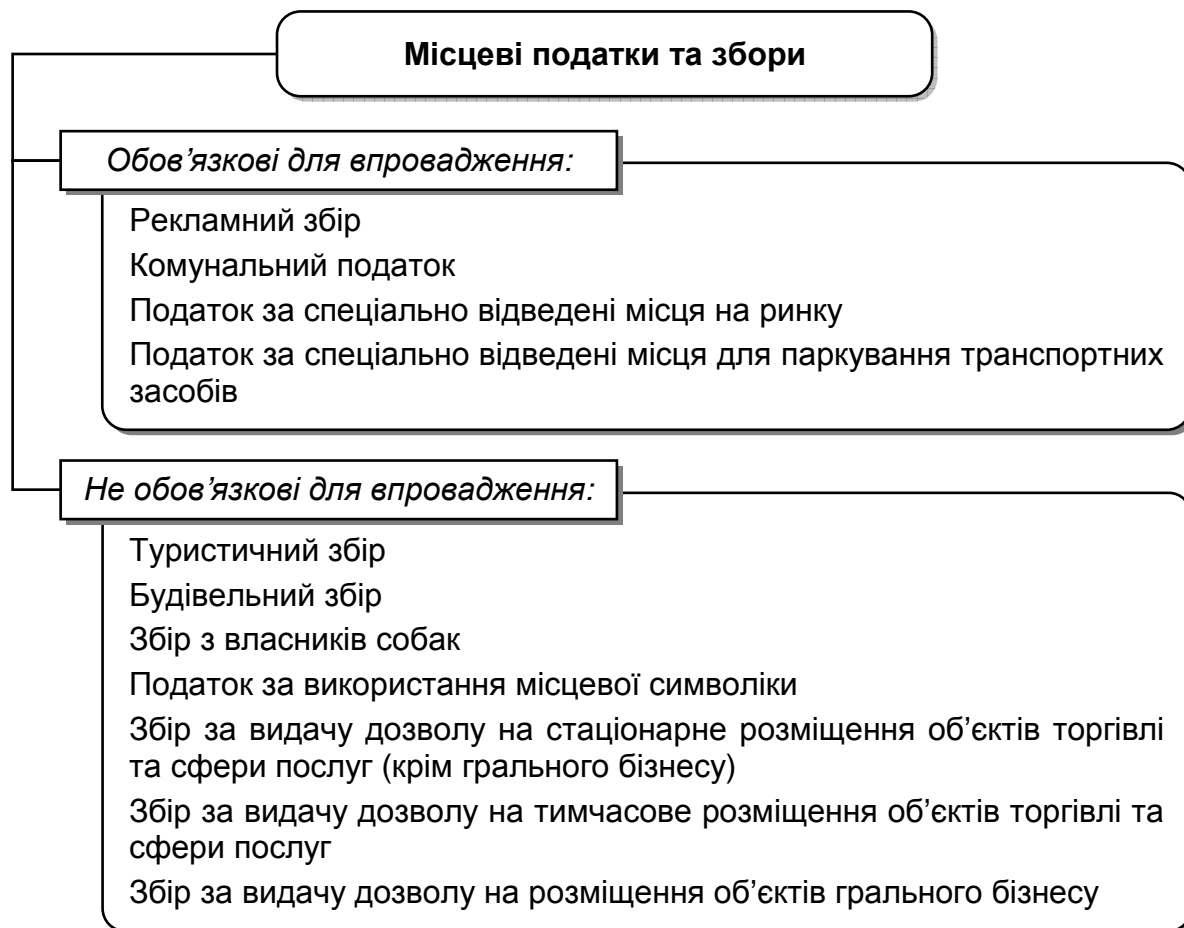 Місцеві податки та збори
Обов’язкові для впровадження:
Рекламний збір
Комунальний податок
Податок за спеціально відведені місця на ринку
Податок за спеціально відведені місця для паркування транспортних
засобів
Не обов’язкові для впровадження:
Туристичний збір
Будівельний збір
Збір з власників собак
Податок за використання місцевої символіки
Збір за видачу дозволу на стаціонарне розміщення об’єктів торгівлі
та сфери послуг (крім грального бізнесу)
Збір за видачу дозволу на тимчасове розміщення об’єктів торгівлі та
сфери послуг
Збір за видачу дозволу на розміщення об’єктів грального бізнесу